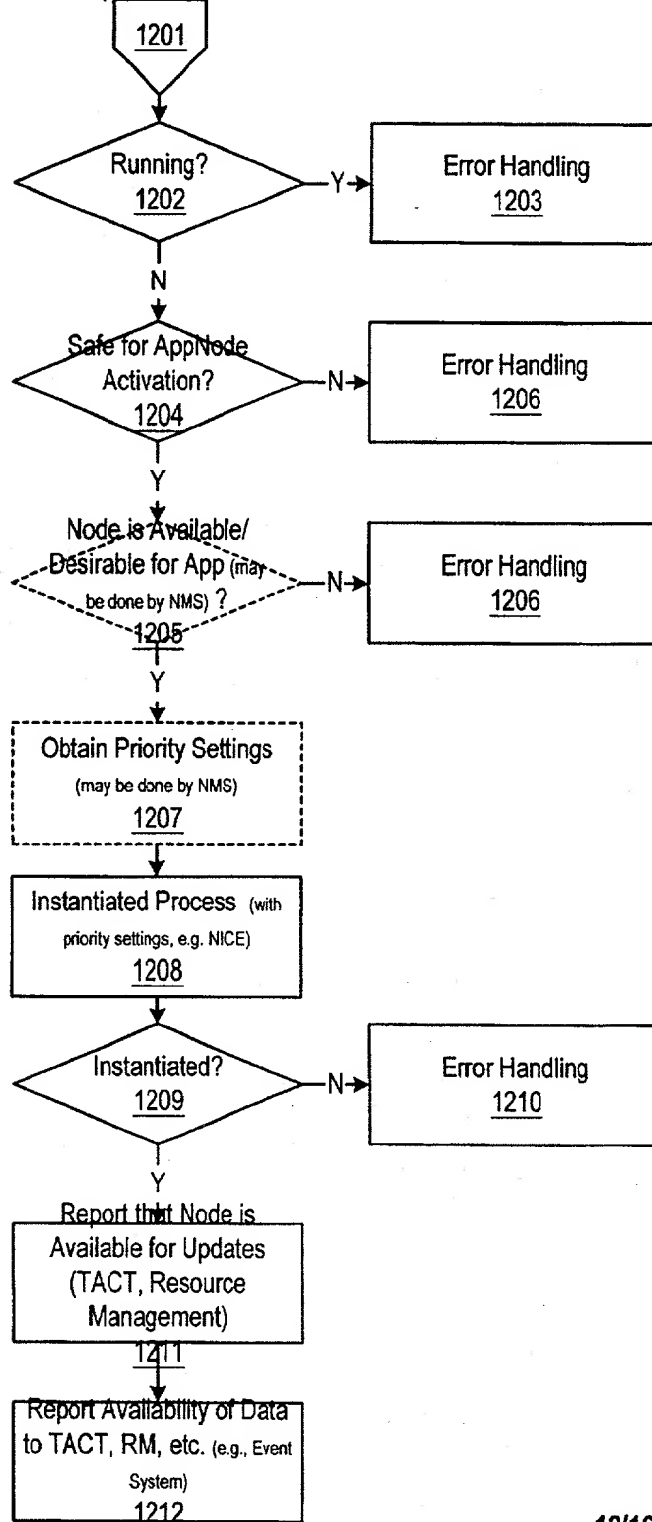 1201
Running?
1202
Y
Error Handling
1203
N
Safe for AppNode
Activation?
1204
N
Error Handling
1206
Y
Node is Available/
Desirable for App (may
be done by NMS) ?
1205
N
Error Handling
1206
Y
Obtain Priority Settings
(may be done by NMS)
1207
Instantiated Process (with
priority settings, e.g. NICE)
1208
Instantiated?
1209
N
Error Handling
1210
Y
Report that Node is
Available for Updates
(TACT, Resource
Management)
1211
Report Availability of Data
to TACT, RM, etc. (e.g., Event
System)
1212